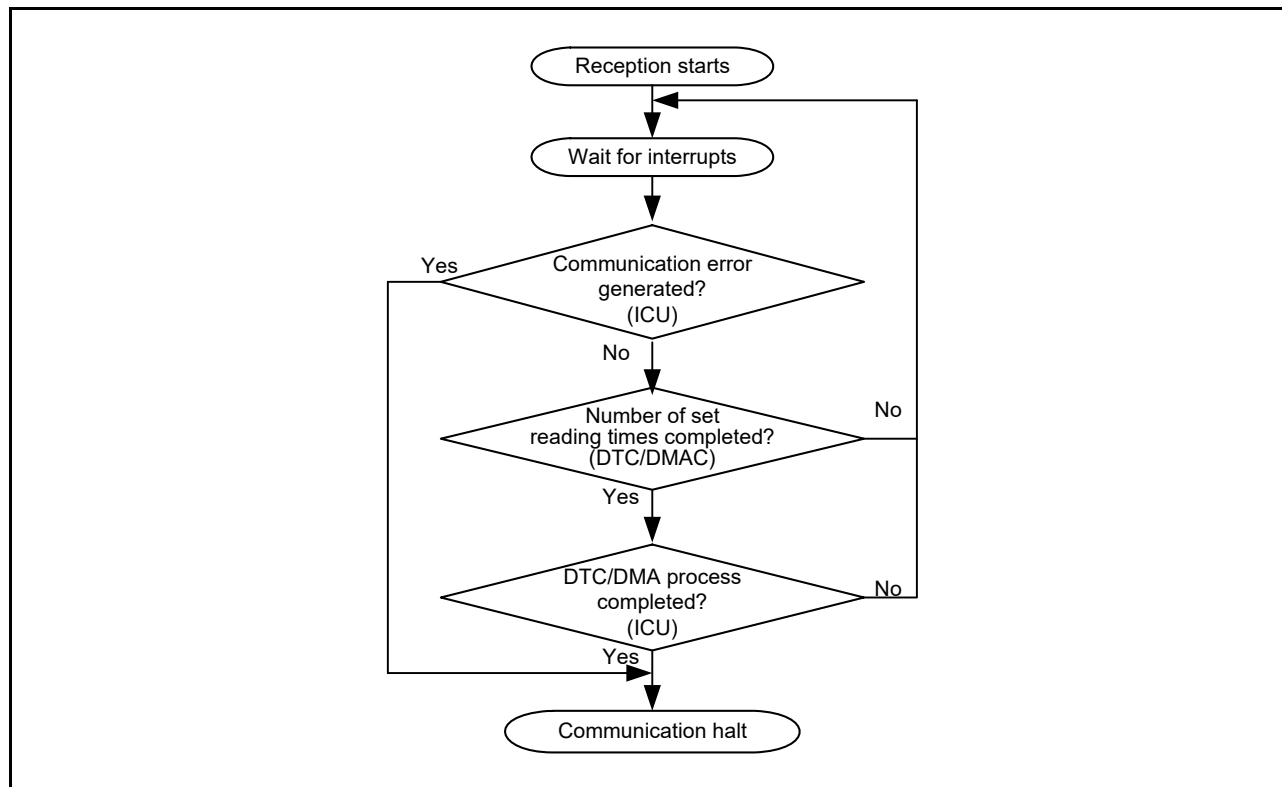 Reception starts
Wait for interrupts
Yes
Communication error
generated?
(ICU)
No
Number of set
reading times completed?
(DTC/DMAC)
No
Yes
DTC/DMA process
completed?
(ICU)
No
Yes
Communication halt